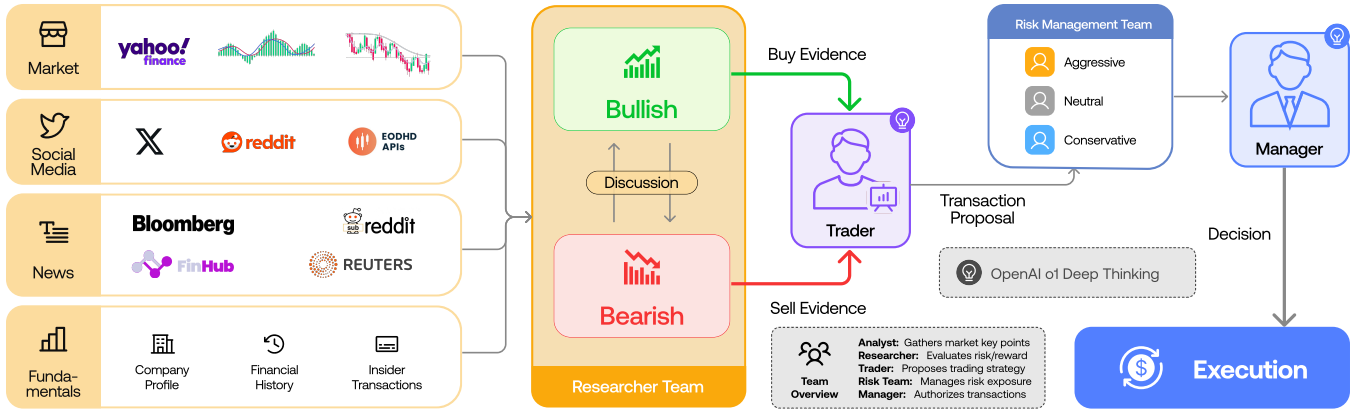 Market
yahoo!
finance
Social
Media
X
reddit
EODHD
APIs
News
Bloomberg
sub
reddit
FinHub
REUTERS
Funda-
mentals
Company
Profile
Financial
History
Insider
Transactions
Bullish
Discussion
Bearish
Researcher Team
Buy Evidence
Sell Evidence
Trader
Transaction
Proposal
Risk Management Team
Aggressive
Neutral
Conservative
Manager
Decision
OpenAI o1 Deep Thinking
Team
Overview
Analyst: Gathers market key points
Researcher: Evaluates risk/reward
Trader: Proposes trading strategy
Risk Team: Manages risk exposure
Manager: Authorizes transactions
$
Execution